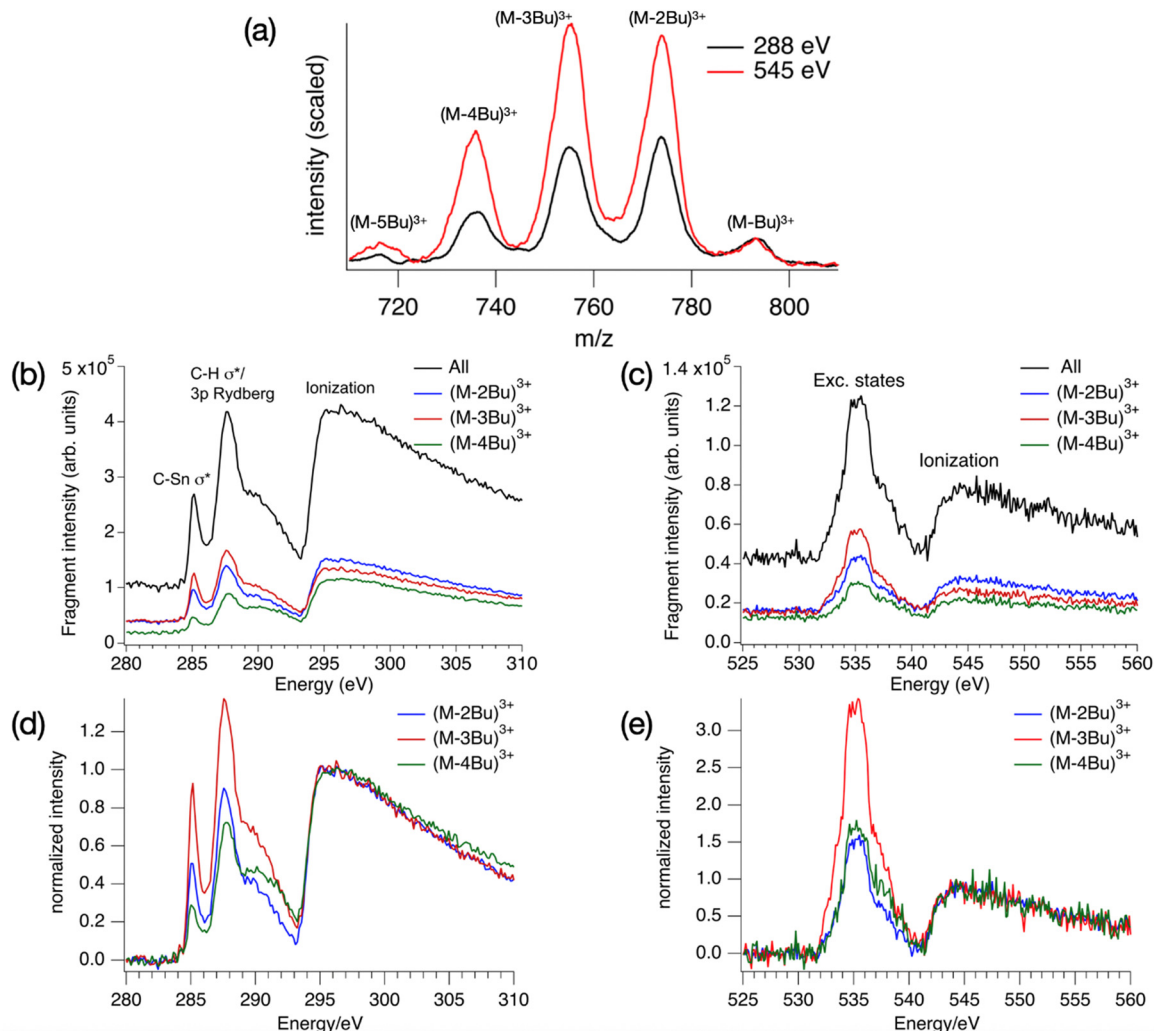 (a)
(M-3Bu)³⁺
(M-2Bu)³⁺
288 eV
545 eV
(M-4Bu)³⁺
(M-5Bu)³⁺
(M-Bu)³⁺
intensity (scaled)
720 740 760 780 800
m/z
(b)
5 x10⁵
4
3
2
1
0
Fragment intensity (arb. units)
C-H σ*/
3p Rydberg
C-Sn σ*
Ionization
All
(M-2Bu)³⁺
(M-3Bu)³⁺
(M-4Bu)³⁺
280 285 290 295 300 305 310
Energy (eV)
(c)
1.4 x10⁵
1.2
1.0
0.8
0.6
0.4
0.2
0.0
Fragment intensity (arb. units)
Exc. states
Ionization
All
(M-2Bu)³⁺
(M-3Bu)³⁺
(M-4Bu)³⁺
525 530 535 540 545 550 555 560
Energy (eV)
(d)
1.2
1.0
0.8
0.6
0.4
0.2
0.0
normalized intensity
(M-2Bu)³⁺
(M-3Bu)³⁺
(M-4Bu)³⁺
280 285 290 295 300 305 310
Energy/eV
(e)
3.0
2.5
2.0
1.5
1.0
0.5
0.0
normalized intensity
(M-2Bu)³⁺
(M-3Bu)³⁺
(M-4Bu)³⁺
525 530 535 540 545 550 555 560
Energy/eV